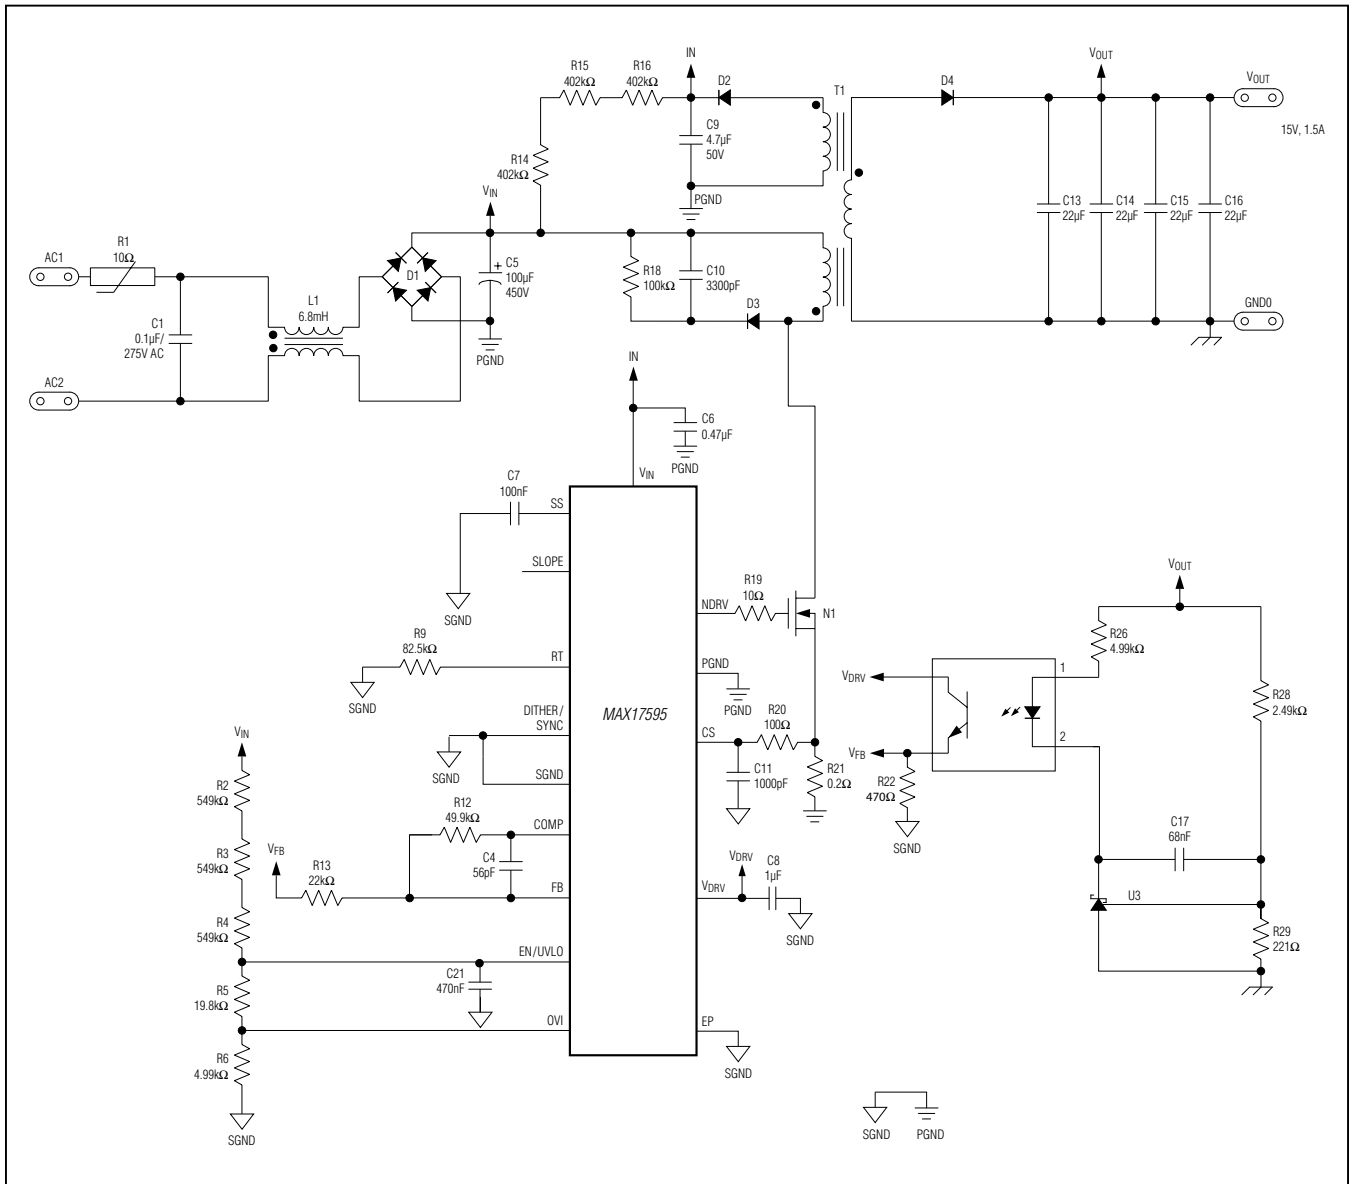 R15
402kΩ
R16
402kΩ
IN
D2
T1
D4
VOUT
VOUT
15V, 1.5A
C9
4.7µF
50V
PGND
R14
402kΩ
VIN
C13
22µF
C14
22µF
C15
22µF
C16
22µF
AC1
R1
10Ω
D1
+
C5
100µF
450V
PGND
R18
100kΩ
C10
3300pF
D3
GND0
L1
6.8mH
C1
0.1µF/
275V AC
AC2
IN
C6
0.47µF
PGND
VIN
C7
100nF
SS
SGND
SLOPE
R9
82.5kΩ
RT
SGND
DITHER/
SYNC
SGND
SGND
MAX17595
NDRV
R19
10Ω
N1
PGND
PGND
CS
R20
100Ω
C11
1000pF
R21
0.2Ω
VOUT
R26
4.99kΩ
1
2
VDRV
VFB
R22
470Ω
SGND
R28
2.49kΩ
C17
68nF
U3
R29
221Ω
VIN
R2
549kΩ
R3
549kΩ
R4
549kΩ
R5
19.8kΩ
R6
4.99kΩ
SGND
R12
49.9kΩ
COMP
C4
56pF
VFB
R13
22kΩ
FB
EN/UVLO
C21
470nF
OVI
VDRV
VDRV
C8
1µF
SGND
EP
SGND
SGND
PGND